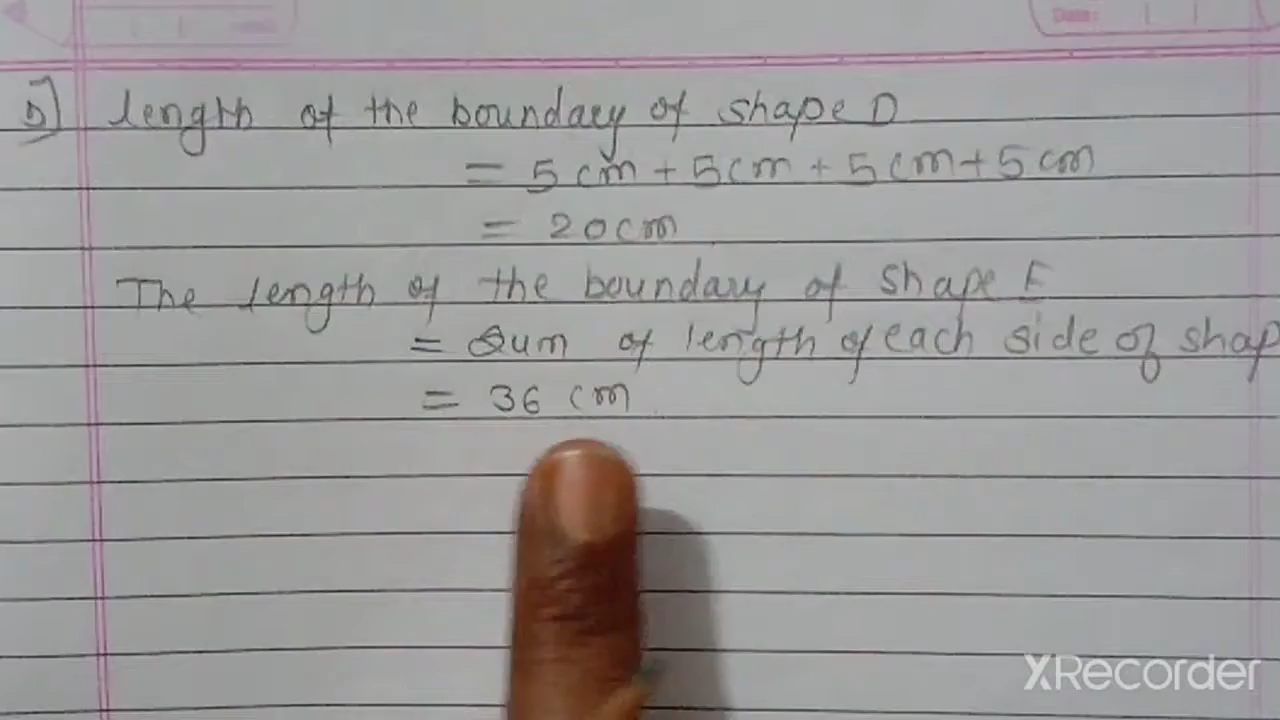 Date:
D] length of the boundary of shape D
= 5 cm + 5 cm + 5 cm + 5 cm
= 20 cm
The length of the boundary of shape E
= Sum of length of each side of shap
= 36 cm
XRecorder